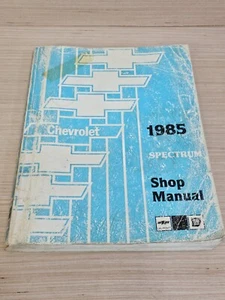 Chevrolet
1985
SPECTRUM
Shop
Manual